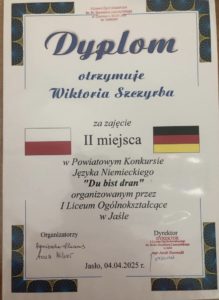 Dyplom
otrzymuje
Wiktoria Szczyrba
za zajęcie
II miejsca
w Powiatowym Konkursie
Języka Niemieckiego
"Du bist dran"
organizowanym przez
I Liceum Ogólnokształcące
w Jaśle
Organizatorzy
Dyrektor
Jasło, 04.04.2025 r.